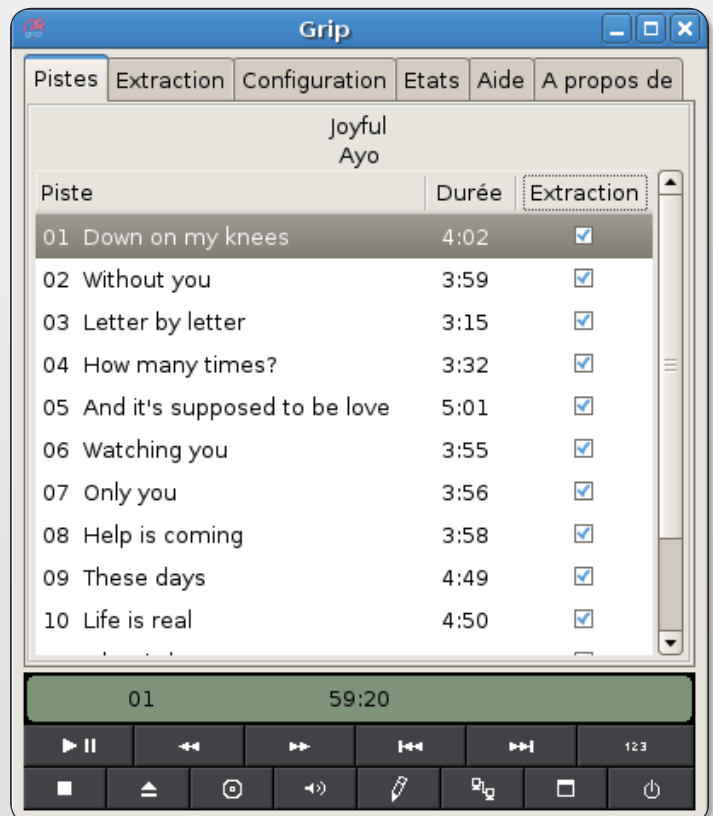 Grip
Pistes Extraction Configuration Etats Aide A propos de
Joyful
Ayo
Piste Durée Extraction
01 Down on my knees 4:02
02 Without you 3:59
03 Letter by letter 3:15
04 How many times? 3:32
05 And it's supposed to be love 5:01
06 Watching you 3:55
07 Only you 3:56
08 Help is coming 3:58
09 These days 4:49
10 Life is real 4:50
01 59:20
123